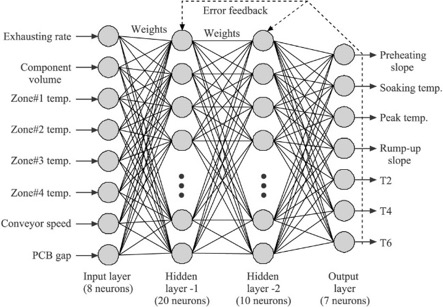 Error feedback
Weights
Weights
Exhausting rate
Component
volume
Zone#1 temp.
Zone#2 temp.
Zone#3 temp.
Zone#4 temp.
Conveyor speed
PCB gap
Preheating
slope
Soaking temp.
Peak temp.
Rump-up
slope
T2
T4
T6
Input layer
(8 neurons)
Hidden
layer -1
(20 neurons)
Hidden
layer -2
(10 neurons)
Output
layer
(7 neurons)